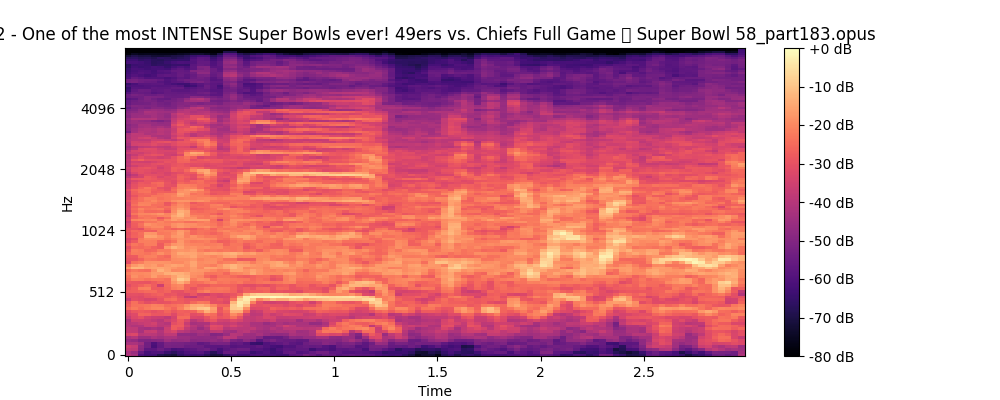 2 - One of the most INTENSE Super Bowls ever! 49ers vs. Chiefs Full Game Super Bowl 58_part183.opus
+0 dB
4096
-10 dB
-20 dB
2048
-30 dB
Hz
1024
-40 dB
-50 dB
512
-60 dB
-70 dB
0
-80 dB
0 0.5 1 1.5 2 2.5
Time